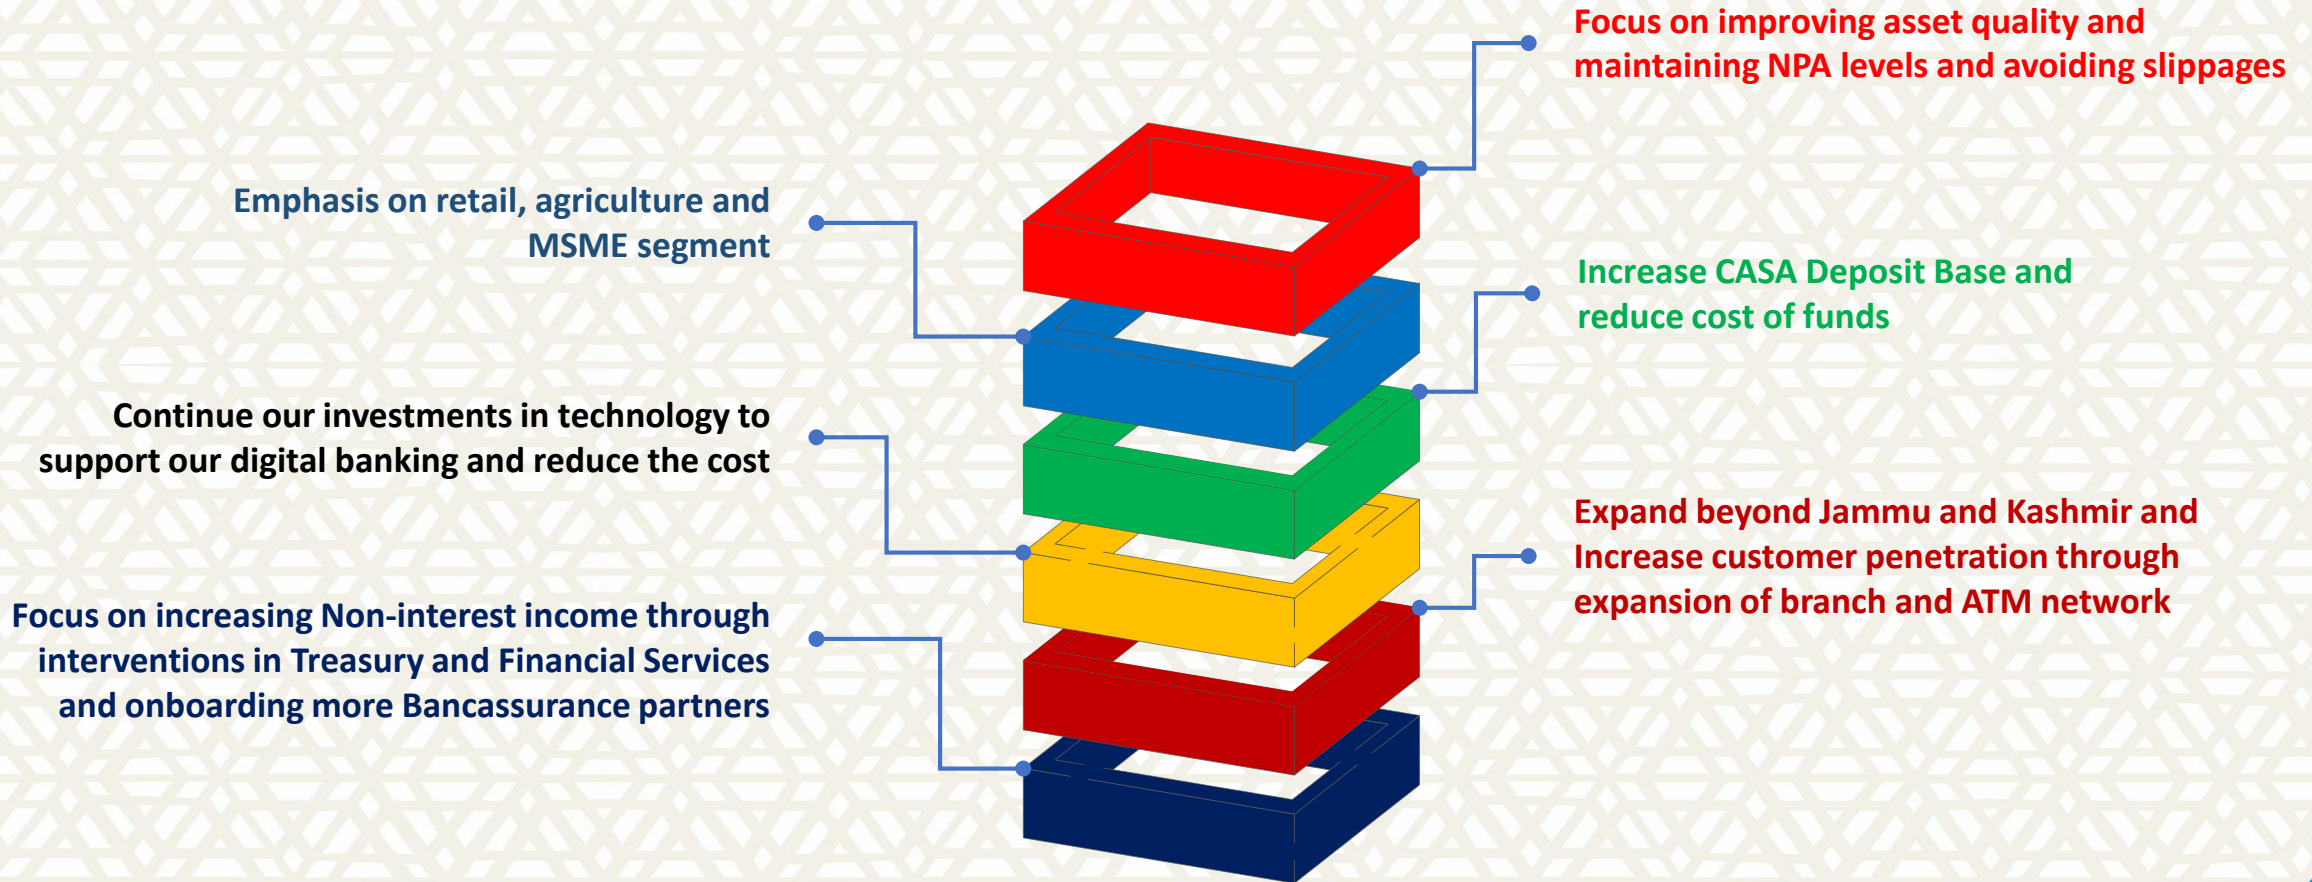 Focus on improving asset quality and
maintaining NPA levels and avoiding slippages
Emphasis on retail, agriculture and
MSME segment
Increase CASA Deposit Base and
reduce cost of funds
Continue our investments in technology to
support our digital banking and reduce the cost
Expand beyond Jammu and Kashmir and
Increase customer penetration through
expansion of branch and ATM network
Focus on increasing Non-interest income through
interventions in Treasury and Financial Services
and onboarding more Bancassurance partners